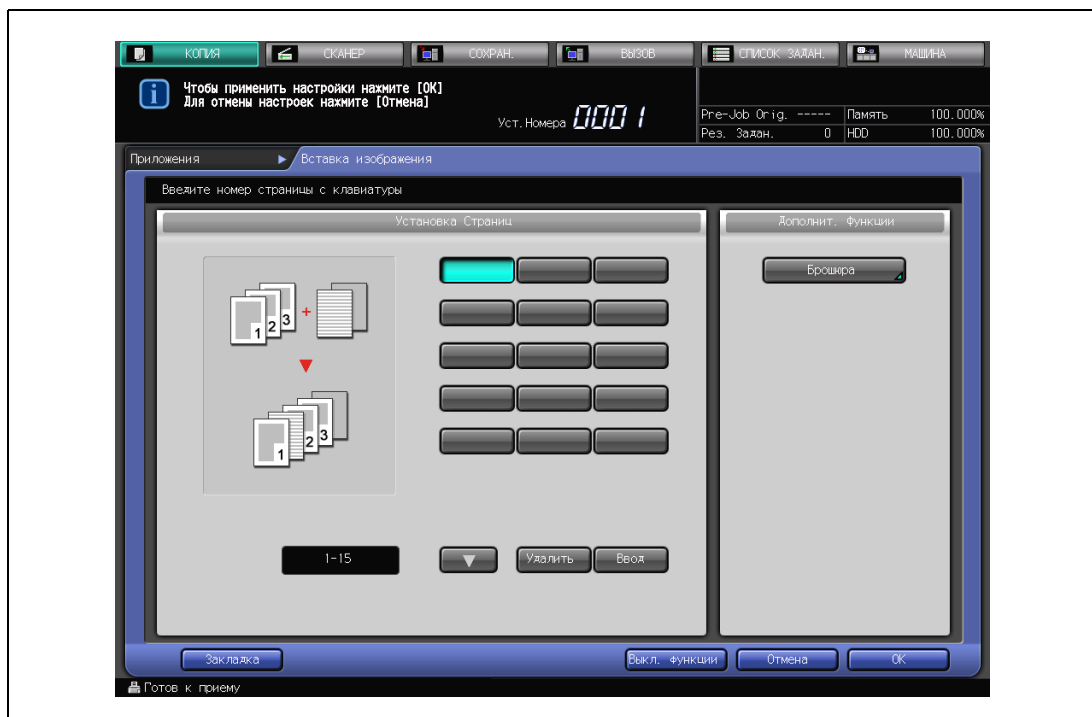 КОПИЯ СКАНЕР СОХРАН. ВЫЗОВ СПИСОК ЗАДАН. МАШИНА
Чтобы применить настройки нажмите [OK]
Для отмены настроек нажмите [Отмена]
Уст.Номера 0001
Pre-Job Orig. ----- Память 100.000%
Рез. Задан. 0 HDD 100.000%
Приложения Вставка изображения
Введите номер страницы с клавиатуры
Установка Страниц
Дополнит. Функции
Брошюра
1 2 3 +
1 2 3
1-15
Удалить Ввод
Закладка Выкл. функции Отмена OK
Готов к приему